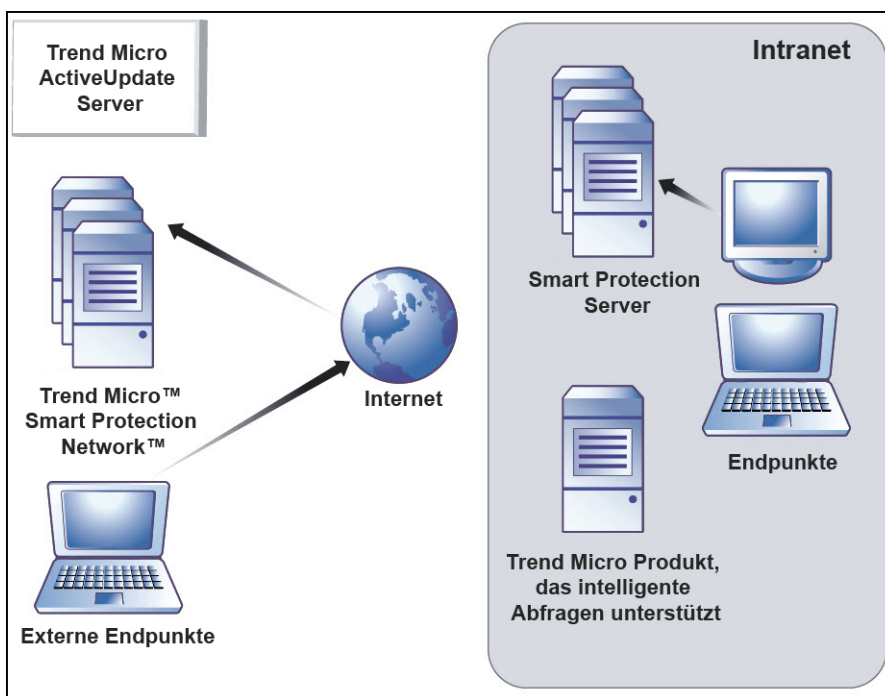 Trend Micro
ActiveUpdate
Server
Intranet
Smart Protection
Server
Trend Micro™
Smart Protection
Network™
Internet
Endpunkte
Externe Endpunkte
Trend Micro Produkt,
das intelligente
Abfragen unterstützt